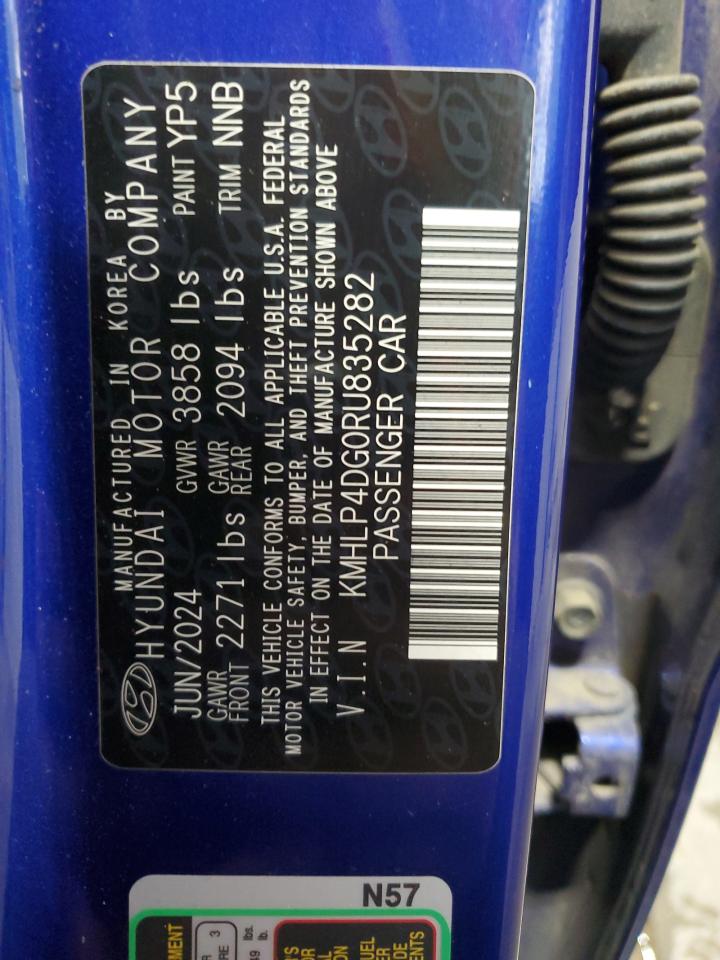 MANUFACTURED IN KOREA BY
HYUNDAI MOTOR COMPANY
JUN/2024 GVWR 3858 lbs PAINT YP5
GAWR FRONT 2271 lbs GAWR REAR 2094 lbs TRIM NNB
THIS VEHICLE CONFORMS TO ALL APPLICABLE U.S.A. FEDERAL
MOTOR VEHICLE SAFETY, BUMPER, AND THEFT PREVENTION STANDARDS
IN EFFECT ON THE DATE OF MANUFACTURE SHOWN ABOVE
V.I.N KMHLP4DG0RU835282
PASSENGER CAR
N57